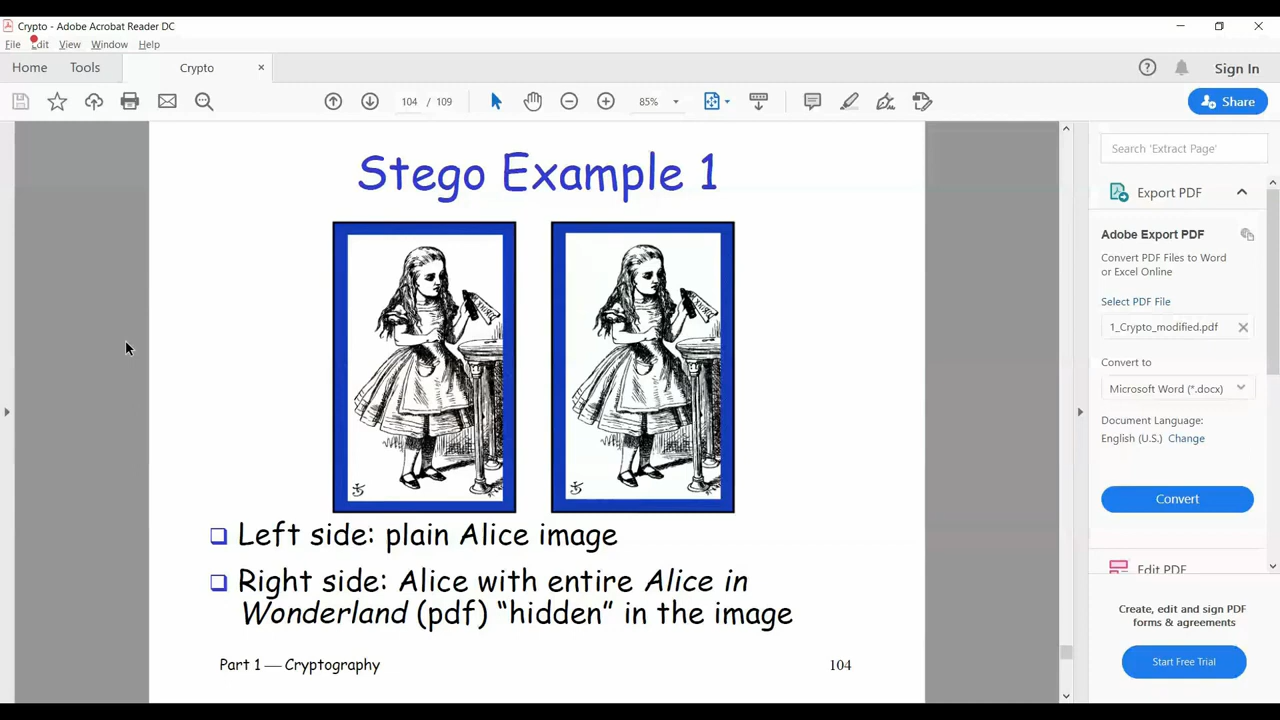 Crypto - Adobe Acrobat Reader DC
File Edit View Window Help
Home Tools Crypto × Sign In
104 / 109 85% Share
Stego Example 1
Left side: plain Alice image
Right side: Alice with entire Alice in
Wonderland (pdf) “hidden” in the image
Part 1 — Cryptography 104
Search 'Extract Page'
Export PDF
Adobe Export PDF
Convert PDF Files to Word
or Excel Online
Select PDF File
1_Crypto_modified.pdf
Convert to
Microsoft Word (*.docx)
Document Language:
English (U.S.) Change
Convert
Edit PDF
Create, edit and sign PDF
forms & agreements
Start Free Trial